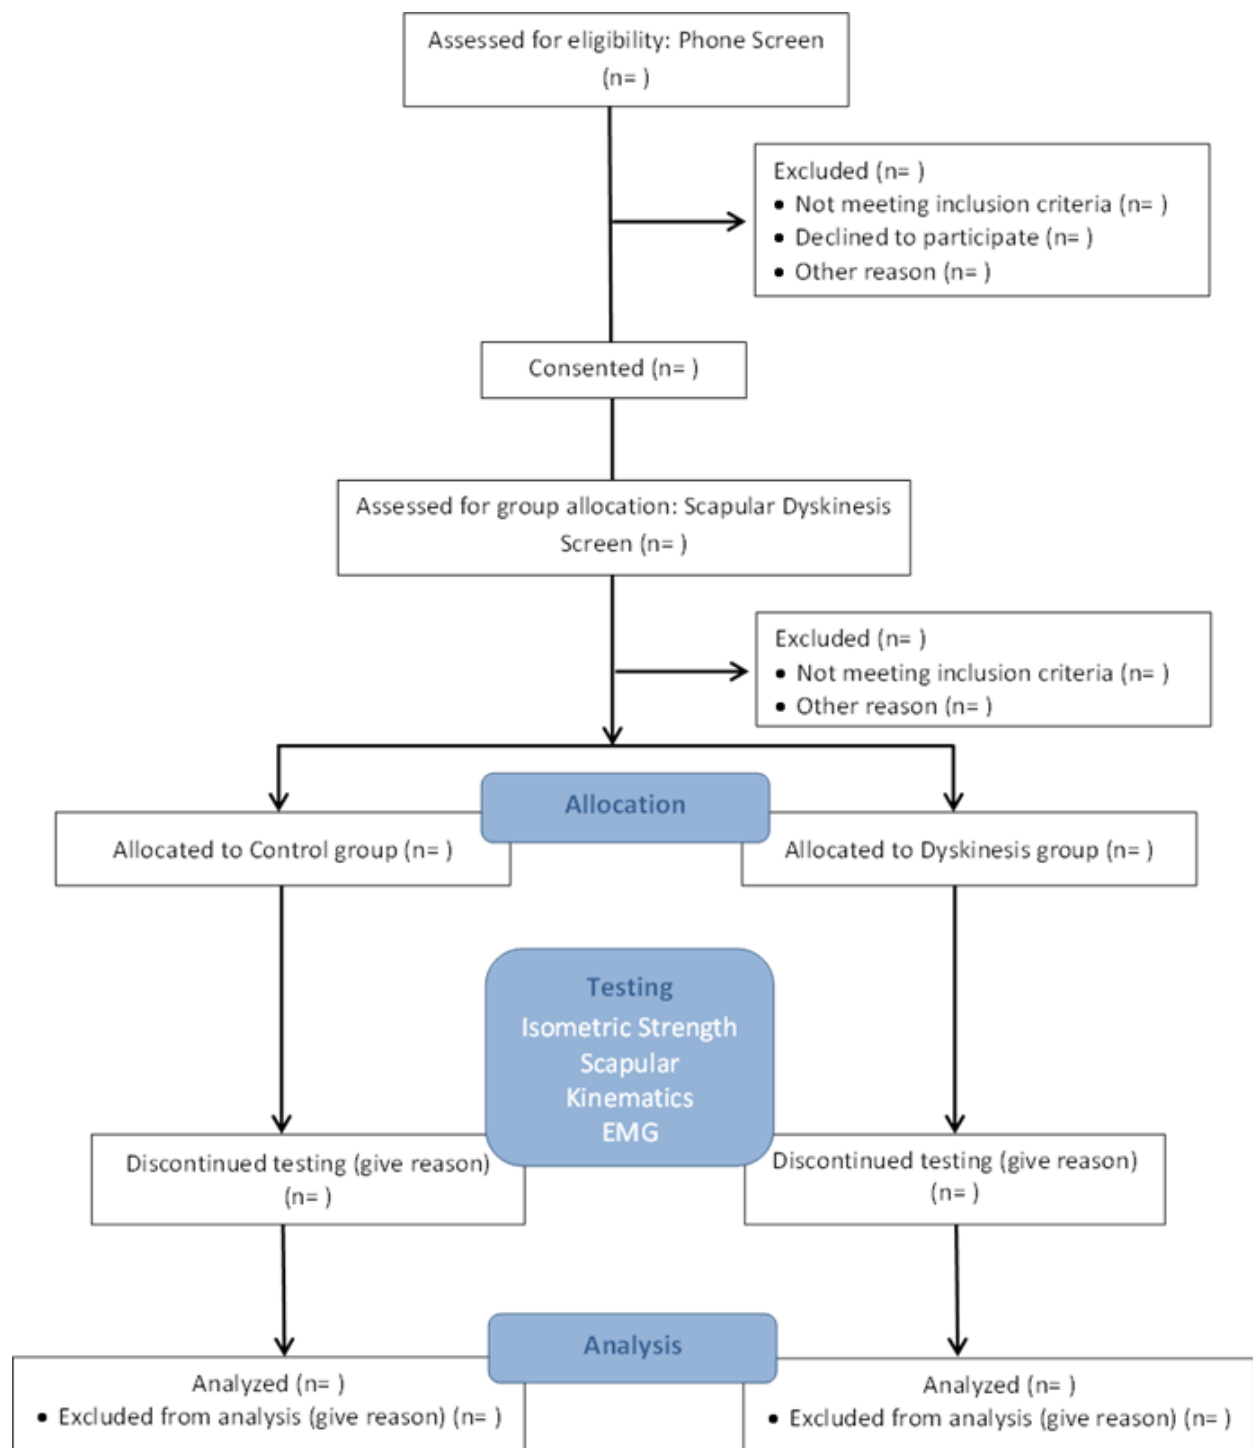 Assessed for eligibility: Phone Screen
(n= )
Excluded (n= )
• Not meeting inclusion criteria (n= )
• Declined to participate (n= )
• Other reason (n= )
Consented (n= )
Assessed for group allocation: Scapular Dyskinesis
Screen (n= )
Excluded (n= )
• Not meeting inclusion criteria (n= )
• Other reason (n= )
Allocation
Allocated to Control group (n= )
Allocated to Dyskinesis group (n= )
Testing
Isometric Strength
Scapular
Kinematics
EMG
Discontinued testing (give reason)
(n= )
Discontinued testing (give reason)
(n= )
Analysis
Analyzed (n= )
• Excluded from analysis (give reason) (n= )
Analyzed (n= )
• Excluded from analysis (give reason) (n= )